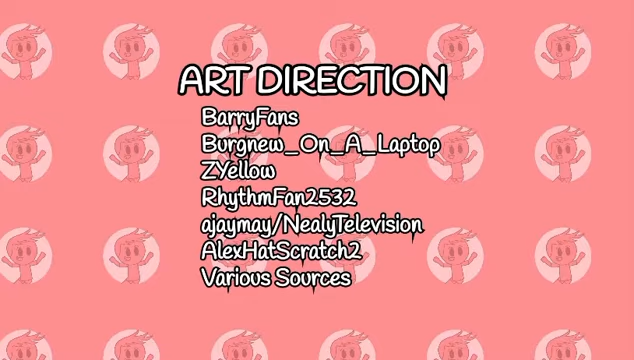 ART DIRECTION
BarryFans
Burgnew_On_A_Laptop
ZYellow
RhythmFan2532
ajaymay/NealyTelevision
AlexHatScratch2
Various Sources